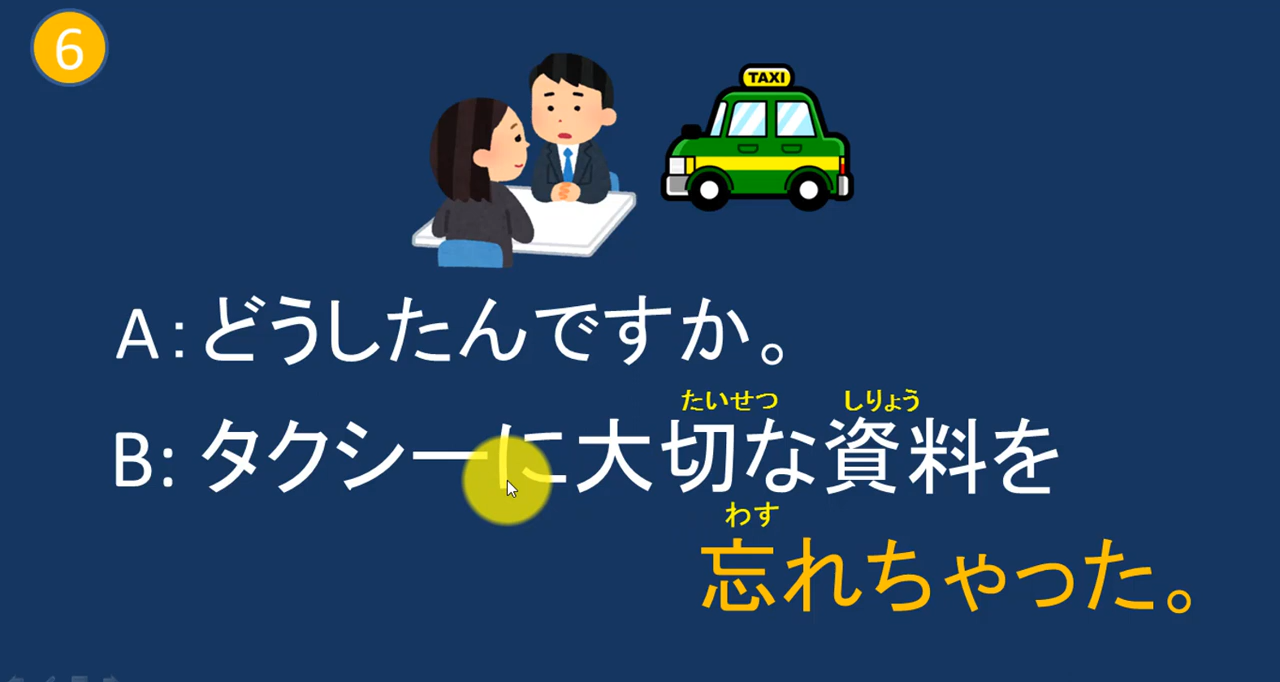 6
TAXI
A：どうしたんですか。
たいせつ しりょう
B: タクシーに大切な資料を
わす
忘れちゃった。